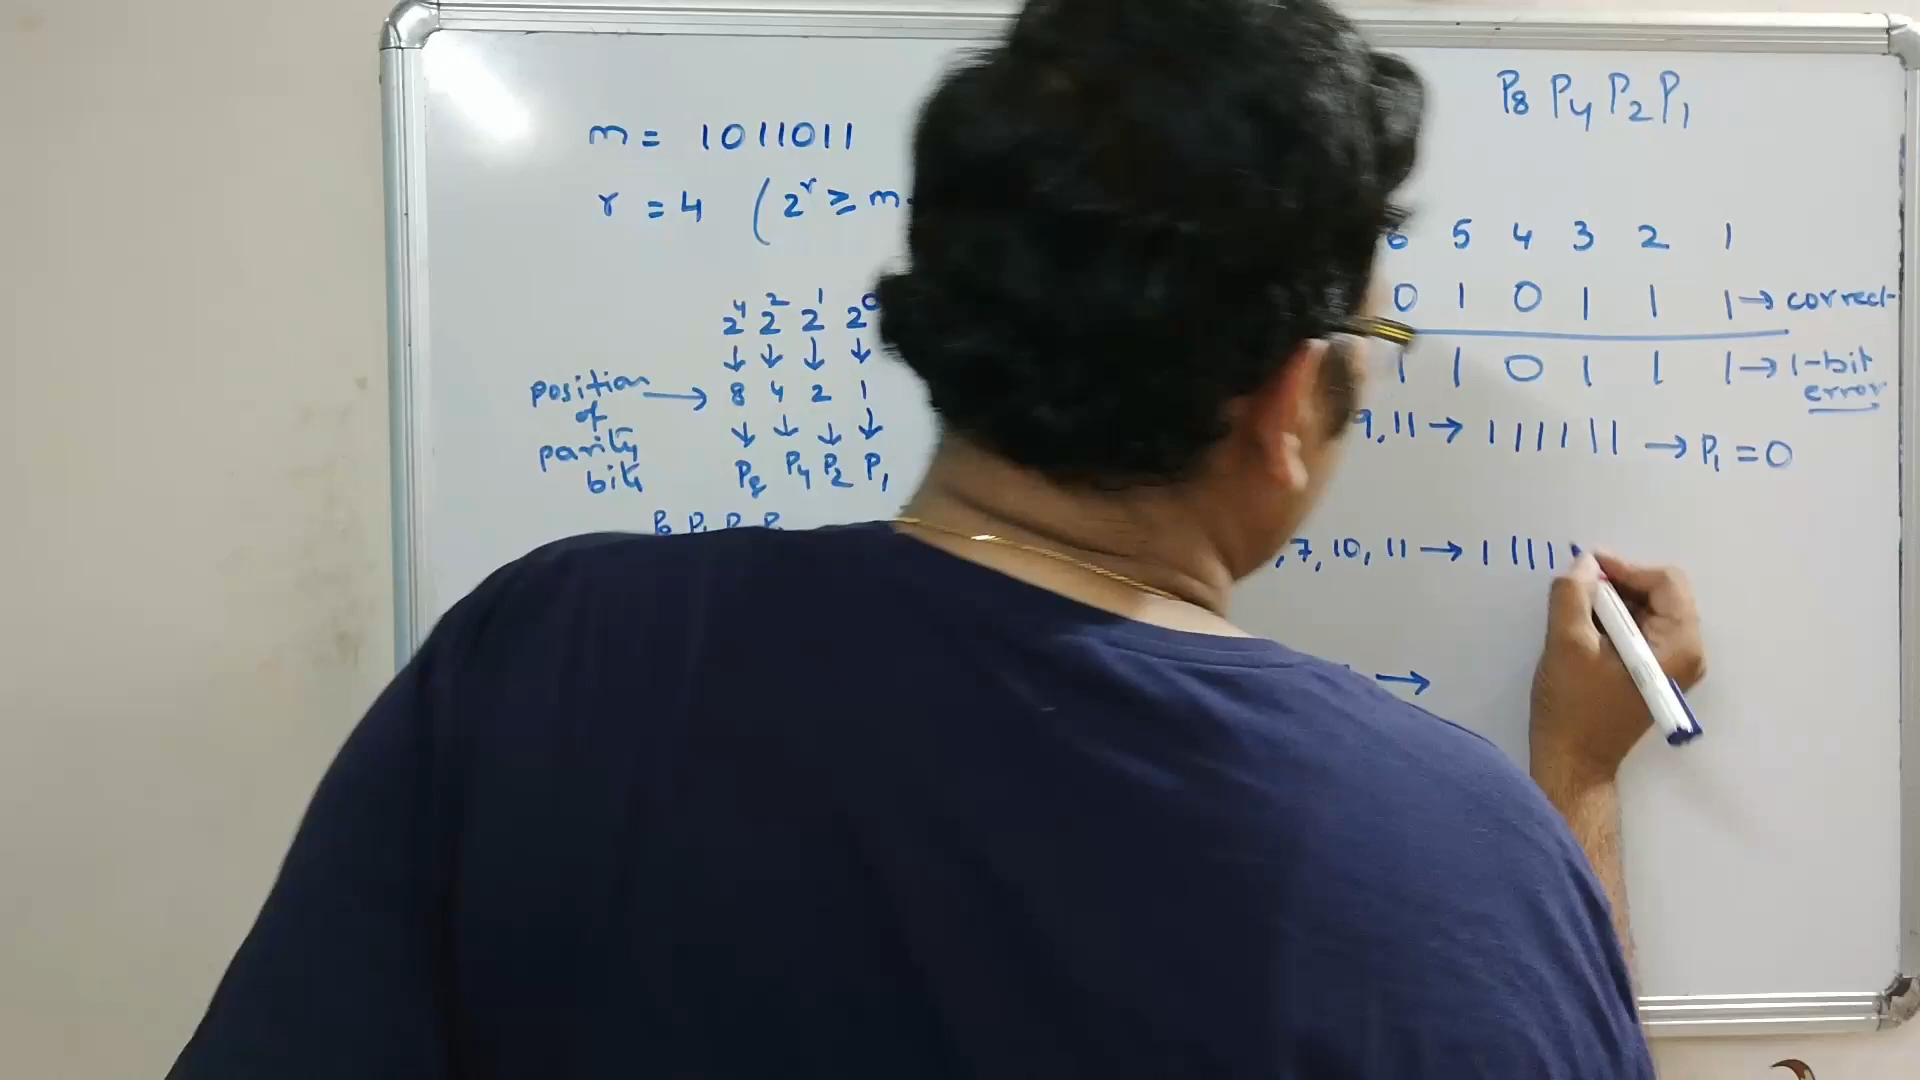 m = 1011011
r = 4 (2^r ≥ m
2^4 2^2 2^1 2^0
↓ ↓ ↓ ↓
position of parity bits → 8 4 2 1
↓ ↓ ↓ ↓
P8 P4 P2 P1
P8 P4 P2 P1
6 5 4 3 2 1
0 1 0 1 1 1 → correct
1 1 0 1 1 1 → 1-bit error
9, 11 → 1 1 1 1 1 1 → P1 = 0
, 7, 10, 11 → 1 1 1 1
→